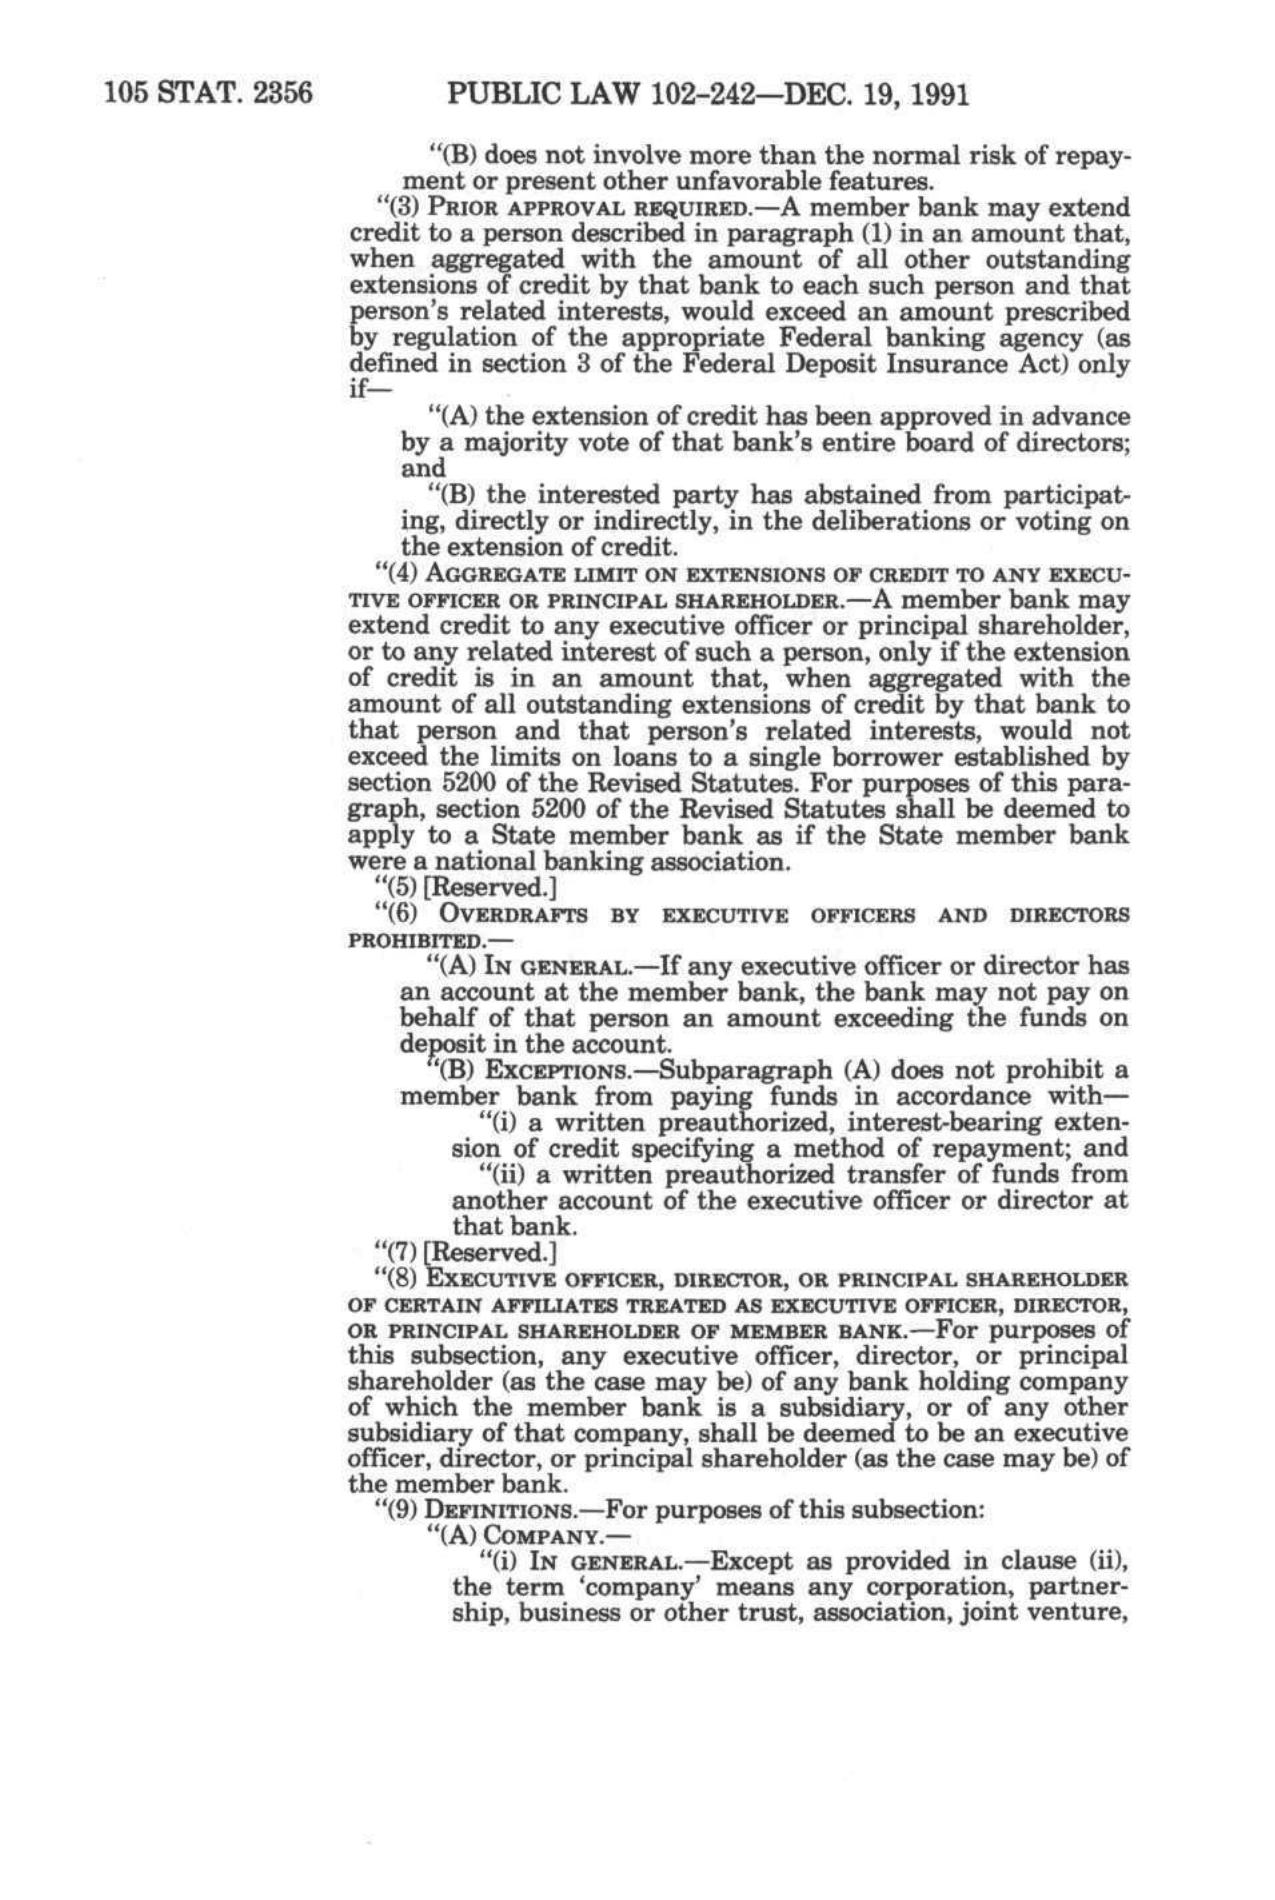 105 STAT. 2356 PUBLIC LAW 102-242—DEC. 19, 1991
"(B) does not involve more than the normal risk of repay-
ment or present other unfavorable features.
"(3) PRIOR APPROVAL REQUIRED.—A member bank may extend
credit to a person described in paragraph (1) in an amount that,
when aggregated with the amount of all other outstanding
extensions of credit by that bank to each such person and that
person's related interests, would exceed an amount prescribed
by regulation of the appropriate Federal banking agency (as
defined in section 3 of the Federal Deposit Insurance Act) only
if—
"(A) the extension of credit has been approved in advance
by a majority vote of that bank's entire board of directors;
and
"(B) the interested party has abstained from participat-
ing, directly or indirectly, in the deliberations or voting on
the extension of credit.
"(4) AGGREGATE LIMIT ON EXTENSIONS OF CREDIT TO ANY EXECU-
TIVE OFFICER OR PRINCIPAL SHAREHOLDER.—A member bank may
extend credit to any executive officer or principal shareholder,
or to any related interest of such a person, only if the extension
of credit is in an amount that, when aggregated with the
amount of all outstanding extensions of credit by that bank to
that person and that person's related interests, would not
exceed the limits on loans to a single borrower established by
section 5200 of the Revised Statutes. For purposes of this para-
graph, section 5200 of the Revised Statutes shall be deemed to
apply to a State member bank as if the State member bank
were a national banking association.
"(5) [Reserved.]
"(6) OVERDRAFTS BY EXECUTIVE OFFICERS AND DIRECTORS
PROHIBITED.—
"(A) IN GENERAL.—If any executive officer or director has
an account at the member bank, the bank may not pay on
behalf of that person an amount exceeding the funds on
deposit in the account.
"(B) EXCEPTIONS.—Subparagraph (A) does not prohibit a
member bank from paying funds in accordance with—
"(i) a written preauthorized, interest-bearing exten-
sion of credit specifying a method of repayment; and
"(ii) a written preauthorized transfer of funds from
another account of the executive officer or director at
that bank.
"(7) [Reserved.]
"(8) EXECUTIVE OFFICER, DIRECTOR, OR PRINCIPAL SHAREHOLDER
OF CERTAIN AFFILIATES TREATED AS EXECUTIVE OFFICER, DIRECTOR,
OR PRINCIPAL SHAREHOLDER OF MEMBER BANK.—For purposes of
this subsection, any executive officer, director, or principal
shareholder (as the case may be) of any bank holding company
of which the member bank is a subsidiary, or of any other
subsidiary of that company, shall be deemed to be an executive
officer, director, or principal shareholder (as the case may be) of
the member bank.
"(9) DEFINITIONS.—For purposes of this subsection:
"(A) COMPANY.—
"(i) IN GENERAL.—Except as provided in clause (ii),
the term 'company' means any corporation, partner-
ship, business or other trust, association, joint venture,